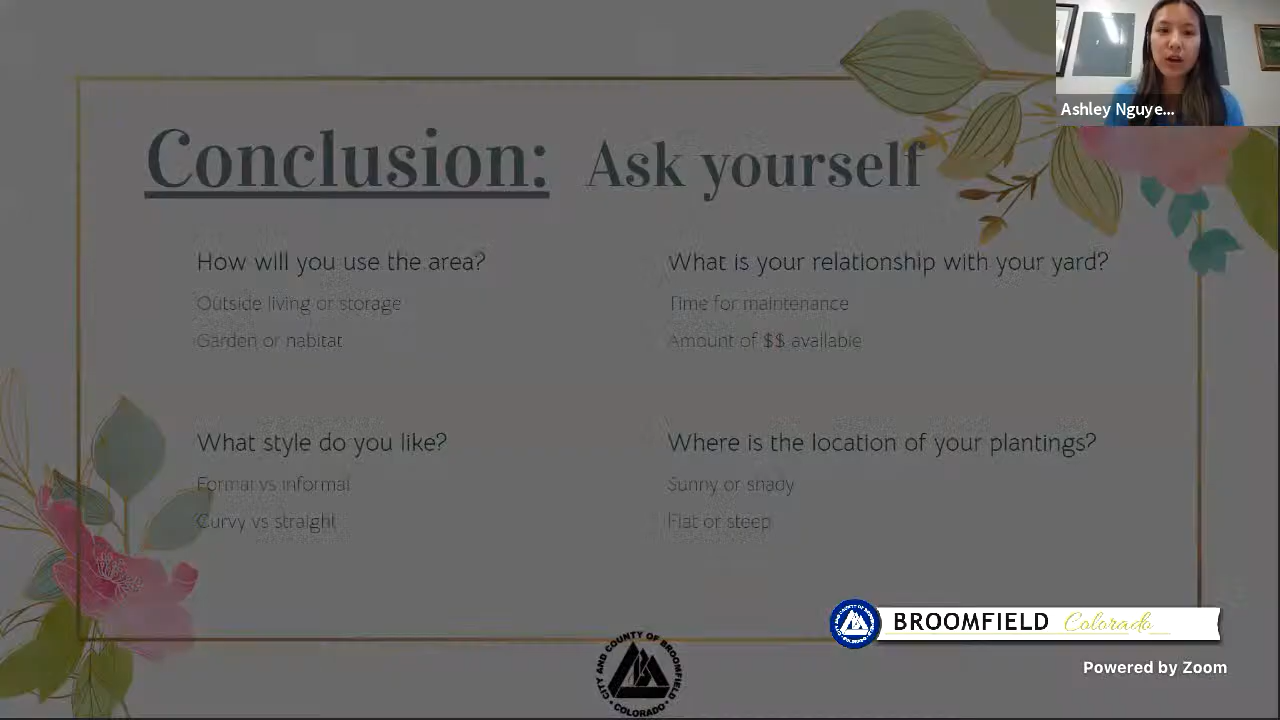 Ashley Nguye...
Conclusion: Ask yourself
How will you use the area?
Outside living or storage
Garden or habitat
What is your relationship with your yard?
Time for maintenance
Amount of $$ available
What style do you like?
Formal vs informal
Curvy vs straight
Where is the location of your plantings?
Sunny or shady
Flat or steep
BROOMFIELD Colorado
Powered by Zoom
CITY AND COUNTY OF BROOMFIELD
COLORADO